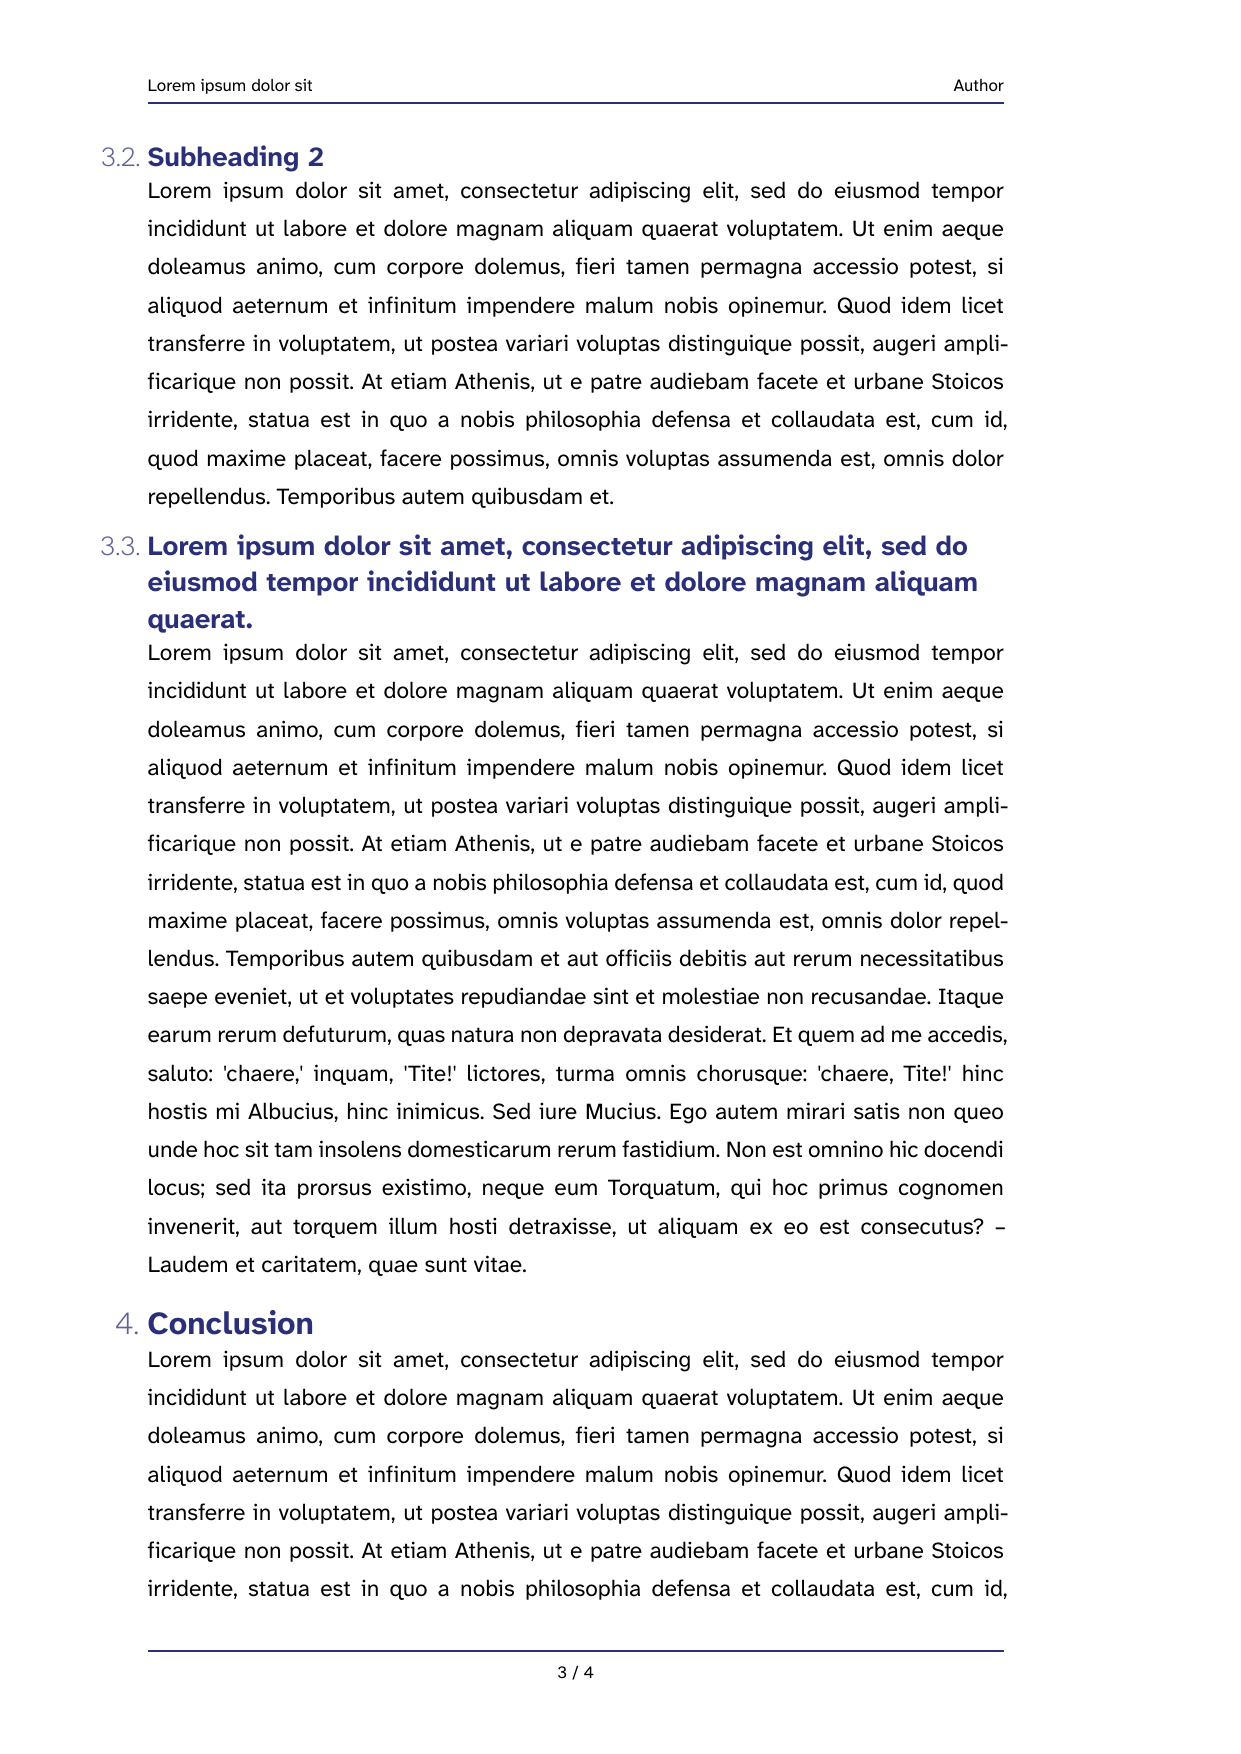 Lorem ipsum dolor sit Author
3.2. Subheading 2
Lorem ipsum dolor sit amet, consectetur adipiscing elit, sed do eiusmod tempor
incididunt ut labore et dolore magnam aliquam quaerat voluptatem. Ut enim aeque
doleamus animo, cum corpore dolemus, fieri tamen permagna accessio potest, si
aliquod aeternum et infinitum impendere malum nobis opinemur. Quod idem licet
transferre in voluptatem, ut postea variari voluptas distinguique possit, augeri ampli-
ficarique non possit. At etiam Athenis, ut e patre audiebam facete et urbane Stoicos
irridente, statua est in quo a nobis philosophia defensa et collaudata est, cum id,
quod maxime placeat, facere possimus, omnis voluptas assumenda est, omnis dolor
repellendus. Temporibus autem quibusdam et.
3.3. Lorem ipsum dolor sit amet, consectetur adipiscing elit, sed do
eiusmod tempor incididunt ut labore et dolore magnam aliquam
quaerat.
Lorem ipsum dolor sit amet, consectetur adipiscing elit, sed do eiusmod tempor
incididunt ut labore et dolore magnam aliquam quaerat voluptatem. Ut enim aeque
doleamus animo, cum corpore dolemus, fieri tamen permagna accessio potest, si
aliquod aeternum et infinitum impendere malum nobis opinemur. Quod idem licet
transferre in voluptatem, ut postea variari voluptas distinguique possit, augeri ampli-
ficarique non possit. At etiam Athenis, ut e patre audiebam facete et urbane Stoicos
irridente, statua est in quo a nobis philosophia defensa et collaudata est, cum id, quod
maxime placeat, facere possimus, omnis voluptas assumenda est, omnis dolor repel-
lendus. Temporibus autem quibusdam et aut officiis debitis aut rerum necessitatibus
saepe eveniet, ut et voluptates repudiandae sint et molestiae non recusandae. Itaque
earum rerum defuturum, quas natura non depravata desiderat. Et quem ad me accedis,
saluto: 'chaere,' inquam, 'Tite!' lictores, turma omnis chorusque: 'chaere, Tite!' hinc
hostis mi Albucius, hinc inimicus. Sed iure Mucius. Ego autem mirari satis non queo
unde hoc sit tam insolens domesticarum rerum fastidium. Non est omnino hic docendi
locus; sed ita prorsus existimo, neque eum Torquatum, qui hoc primus cognomen
invenerit, aut torquem illum hosti detraxisse, ut aliquam ex eo est consecutus? –
Laudem et caritatem, quae sunt vitae.
4. Conclusion
Lorem ipsum dolor sit amet, consectetur adipiscing elit, sed do eiusmod tempor
incididunt ut labore et dolore magnam aliquam quaerat voluptatem. Ut enim aeque
doleamus animo, cum corpore dolemus, fieri tamen permagna accessio potest, si
aliquod aeternum et infinitum impendere malum nobis opinemur. Quod idem licet
transferre in voluptatem, ut postea variari voluptas distinguique possit, augeri ampli-
ficarique non possit. At etiam Athenis, ut e patre audiebam facete et urbane Stoicos
irridente, statua est in quo a nobis philosophia defensa et collaudata est, cum id,
3 / 4